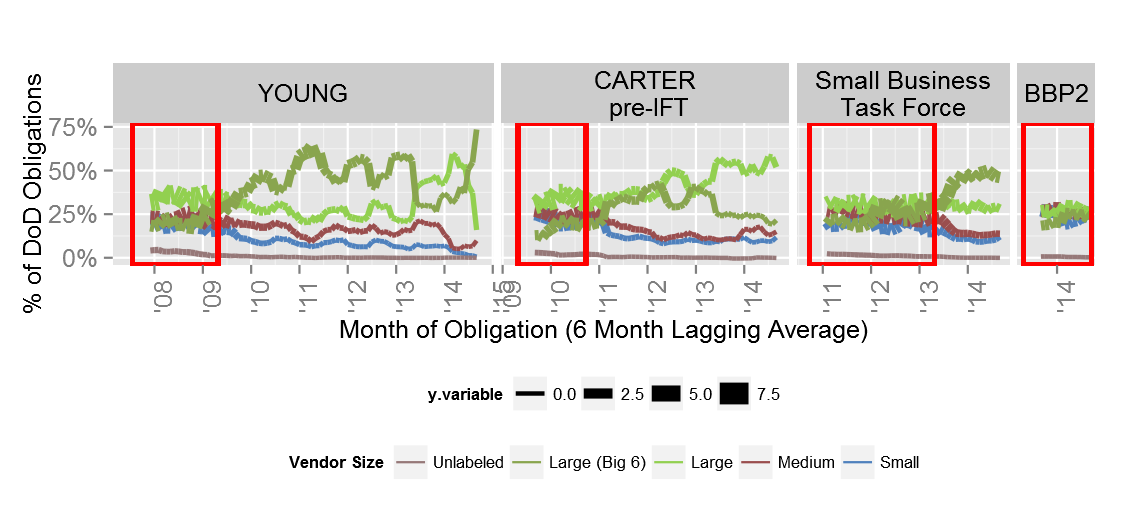 YOUNG
CARTER
pre-IFT
Small Business
Task Force
BBP2
% of DoD Obligations
75%
50%
25%
0%
'08
'09
'10
'11
'12
'13
'14
'15
'09
'10
'11
'12
'13
'14
'11
'12
'13
'14
'14
Month of Obligation (6 Month Lagging Average)
y.variable 0.0 2.5 5.0 7.5
Vendor Size Unlabeled Large (Big 6) Large Medium Small